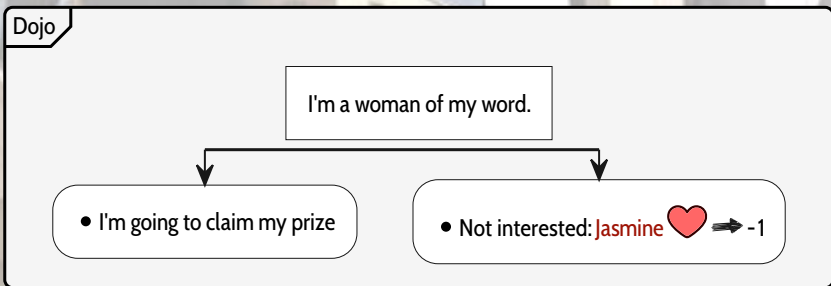 Dojo
I'm a woman of my word.
• I'm going to claim my prize
• Not interested: Jasmine -1